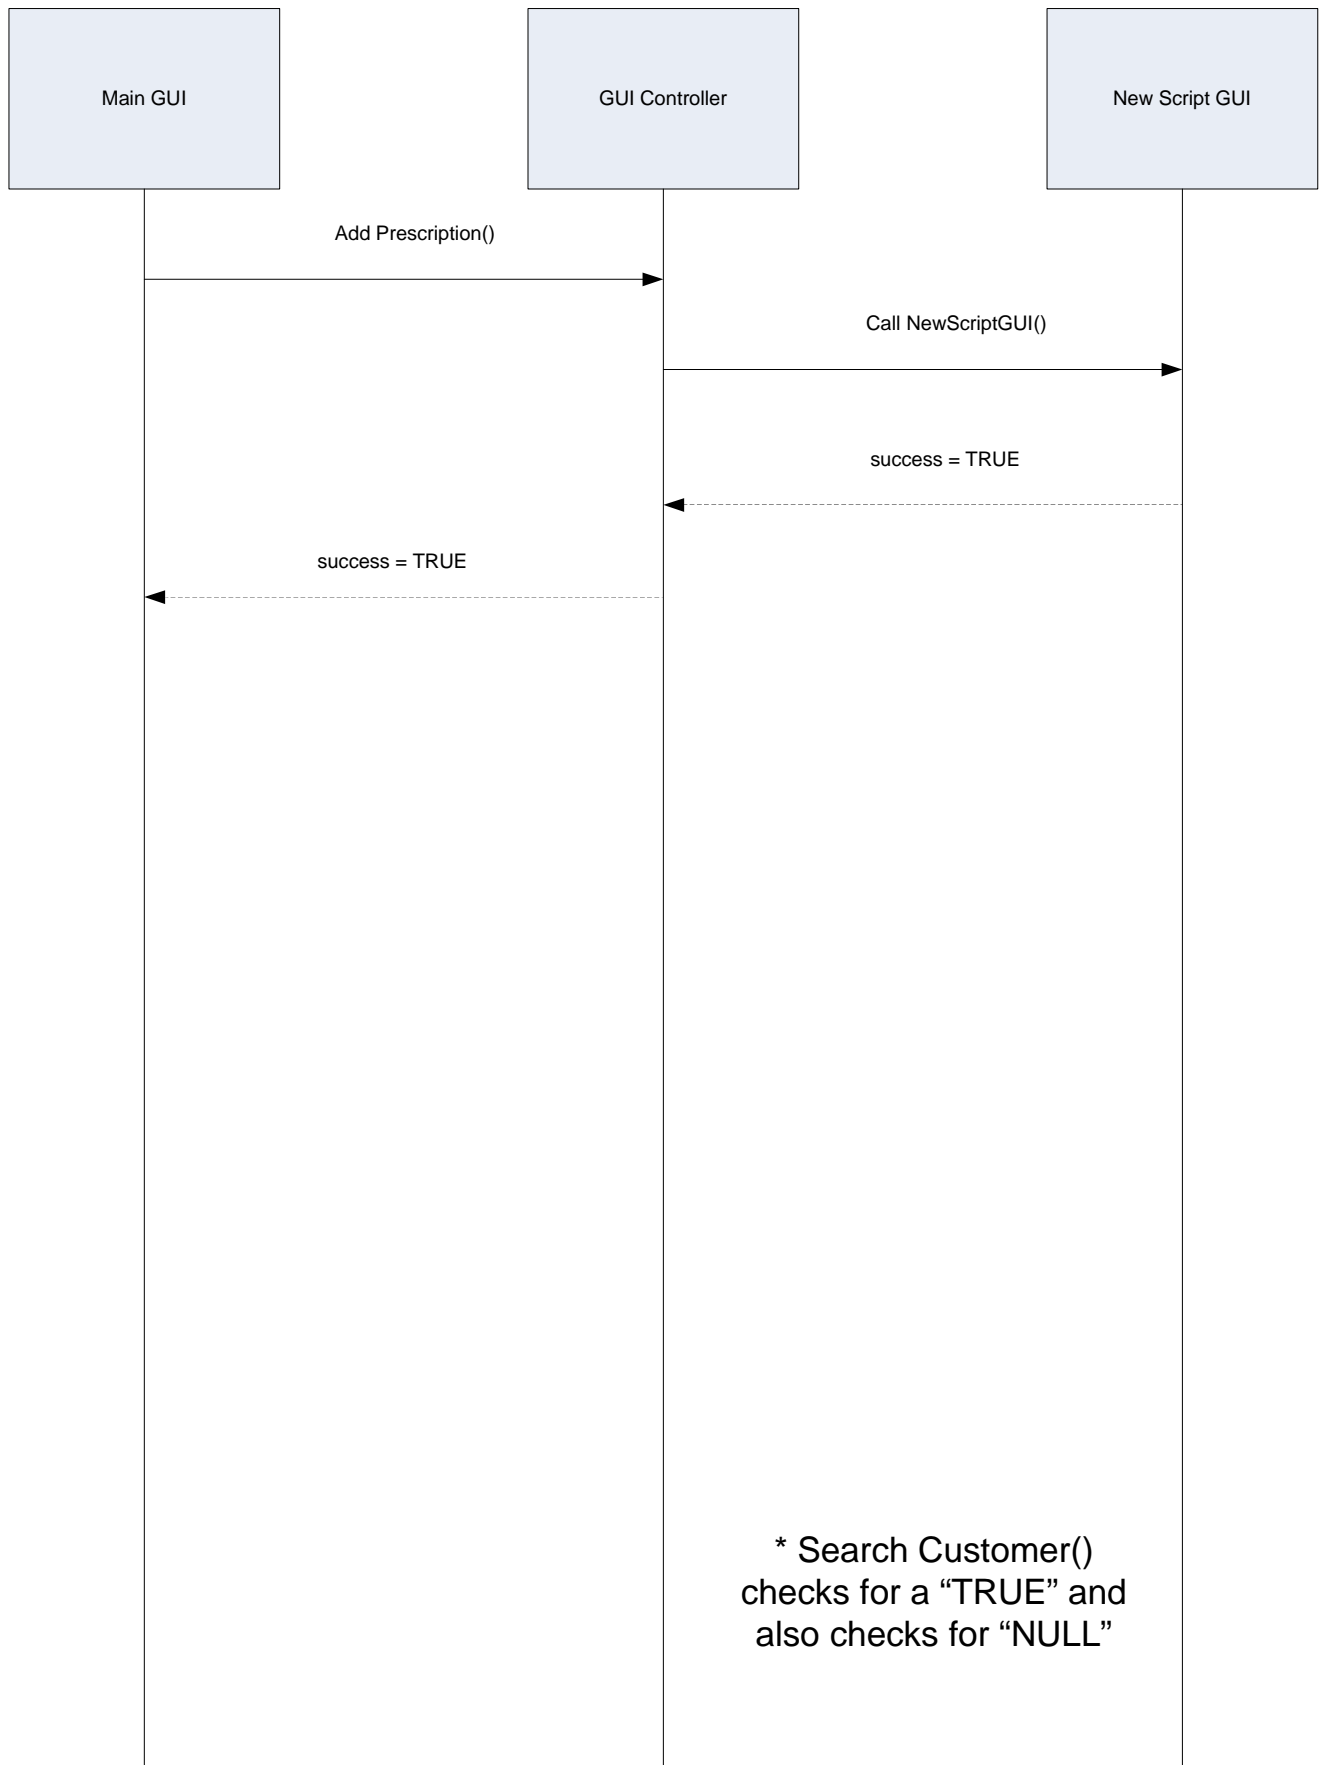 Main GUI
GUI Controller
New Script GUI
Add Prescription()
Call NewScriptGUI()
success = TRUE
success = TRUE
* Search Customer()
checks for a “TRUE” and
also checks for “NULL”